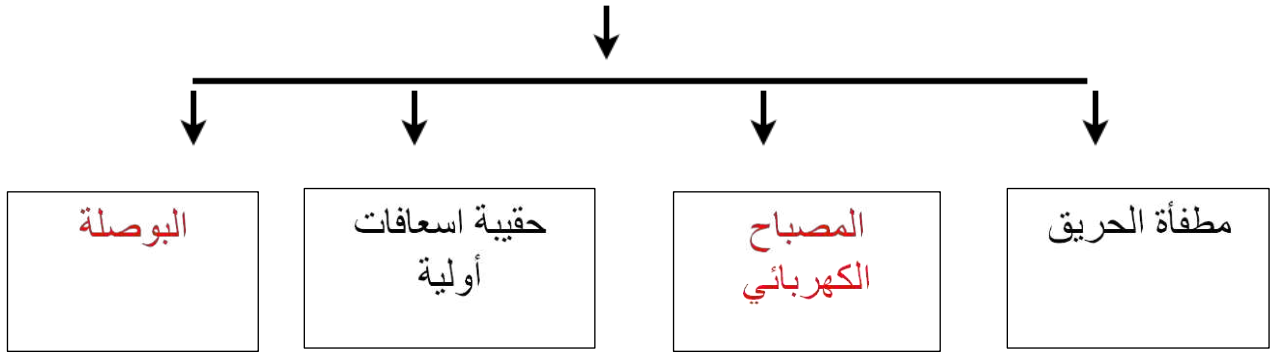 مطفأة الحريق
المصباح
الكهربائي
حقيبة اسعافات
أولية
البوصلة